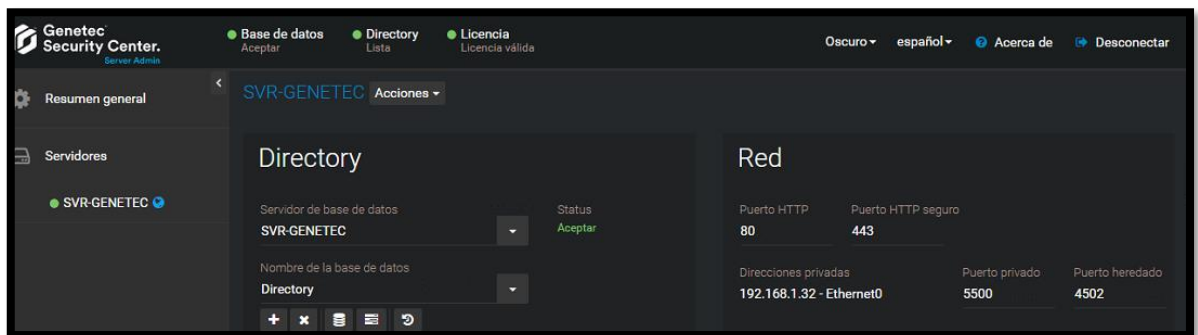 Genetec
Security Center.
Server Admin
Base de datos
Aceptar
Directory
Lista
Licencia
Licencia válida
Oscuro
español
Acerca de
Desconectar
Resumen general
SVR-GENETEC Acciones
Servidores
SVR-GENETEC
Directory
Servidor de base de datos
SVR-GENETEC
Status
Aceptar
Nombre de la base de datos
Directory
Red
Puerto HTTP
80
Puerto HTTP seguro
443
Direcciones privadas
192.168.1.32 - Ethernet0
Puerto privado
5500
Puerto heredado
4502